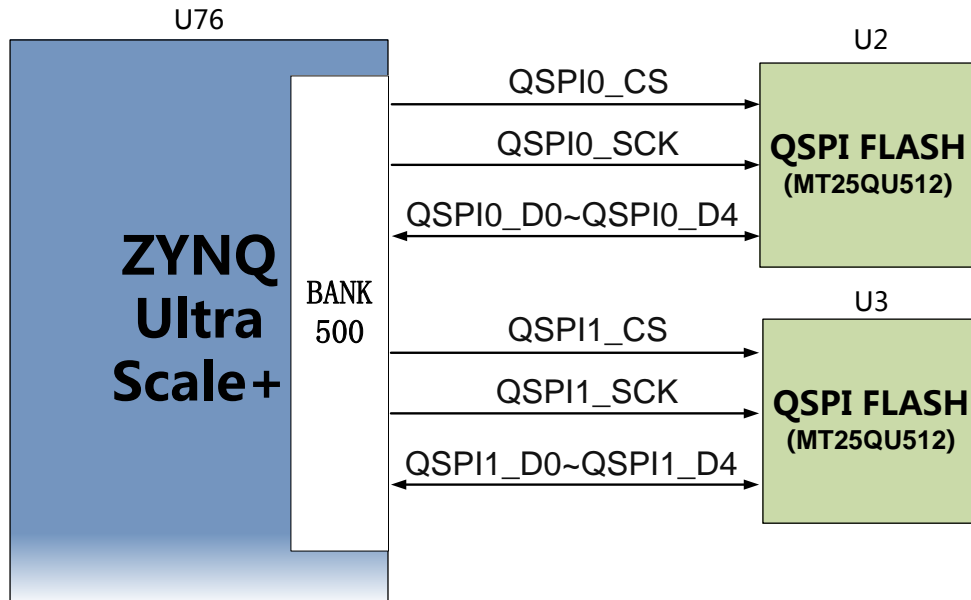 U76
ZYNQ
Ultra
Scale+
BANK
500
QSPI0_CS
QSPI0_SCK
QSPI0_D0~QSPI0_D4
U2
QSPI FLASH
(MT25QU512)
QSPI1_CS
QSPI1_SCK
QSPI1_D0~QSPI1_D4
U3
QSPI FLASH
(MT25QU512)